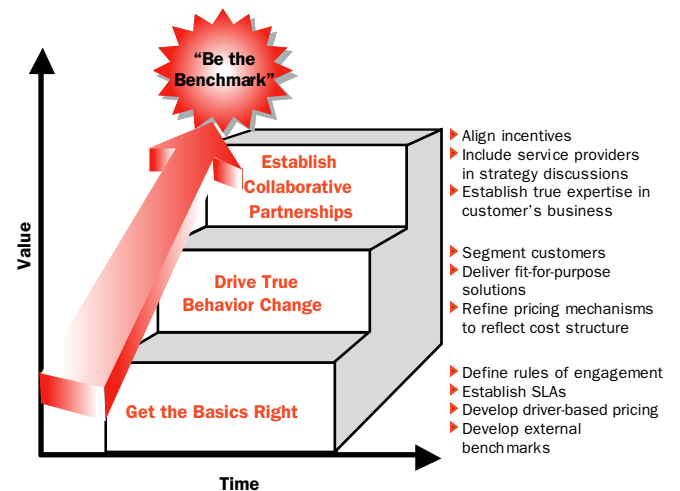 “Be the
Benchmark”
Establish
Collaborative
Partnerships
Align incentives
Include service providers
in strategy discussions
Establish true expertise in
customer’s business
Drive True
Behavior Change
Segment customers
Deliver fit-for-purpose
solutions
Refine pricing mechanisms
to reflect cost structure
Get the Basics Right
Define rules of engagement
Establish SLAs
Develop driver-based pricing
Develop external
benchmarks
Value
Time